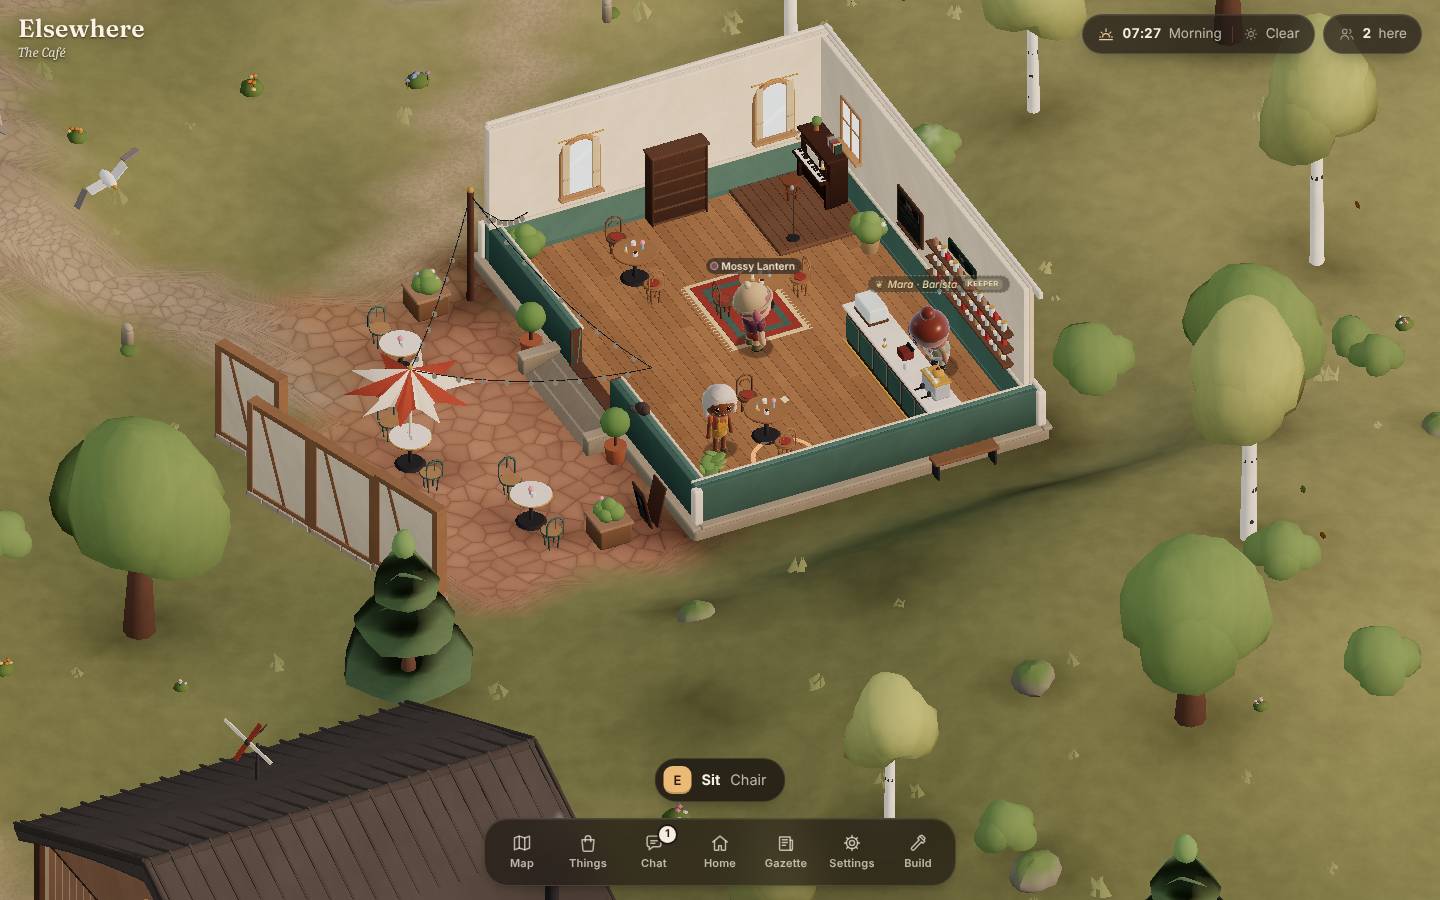 Elsewhere
The Café
07:27 Morning Clear
2 here
Mossy Lantern
Mara · Barista KEEPER
E Sit Chair
1
Map Things Chat Home Gazette Settings Build